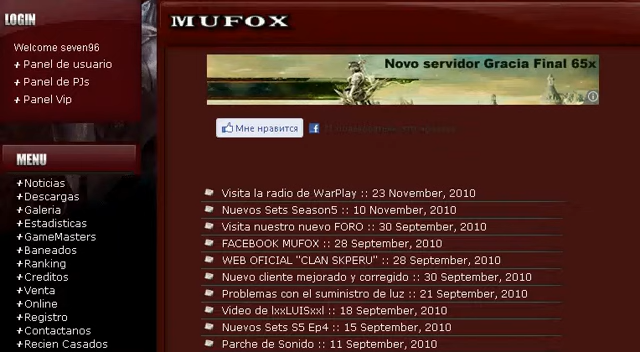 LOGIN
Welcome seven96
Panel de usuario
Panel de PJs
Panel Vip
MENU
Noticias
Descargas
Galeria
Estadisticas
GameMasters
Baneados
Ranking
Creditos
Venta
Online
Registro
Contactanos
Recien Casados
MUFOX
Novo servidor Gracia Final 65x
Мне нравится
Visita la radio de WarPlay :: 23 November, 2010
Nuevos Sets Season5 :: 10 November, 2010
Visita nuestro nuevo FORO :: 30 September, 2010
FACEBOOK MUFOX :: 28 September, 2010
WEB OFICIAL "CLAN SKPERU" :: 28 September, 2010
Nuevo cliente mejorado y corregido :: 30 September, 2010
Problemas con el suministro de luz :: 21 September, 2010
Video de lxxLUISxxl :: 18 September, 2010
Nuevos Sets S5 Ep4 :: 15 September, 2010
Parche de Sonido :: 11 September, 2010